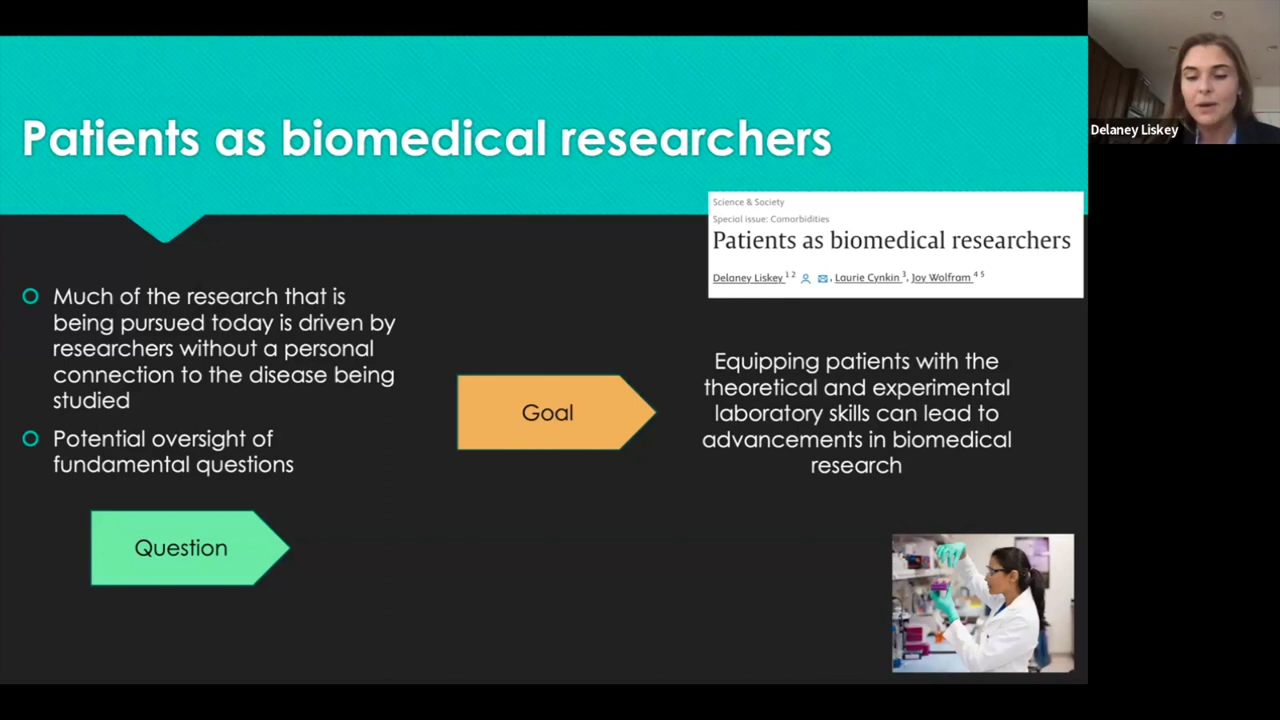 Patients as biomedical researchers
Delaney Liskey
Science & Society
Special issue: Comorbidities
Patients as biomedical researchers
Delaney Liskey 1 2 , Laurie Cynkin 3, Joy Wolfram 4 5
Much of the research that is
being pursued today is driven by
researchers without a personal
connection to the disease being
studied
Potential oversight of
fundamental questions
Question
Goal
Equipping patients with the
theoretical and experimental
laboratory skills can lead to
advancements in biomedical
research